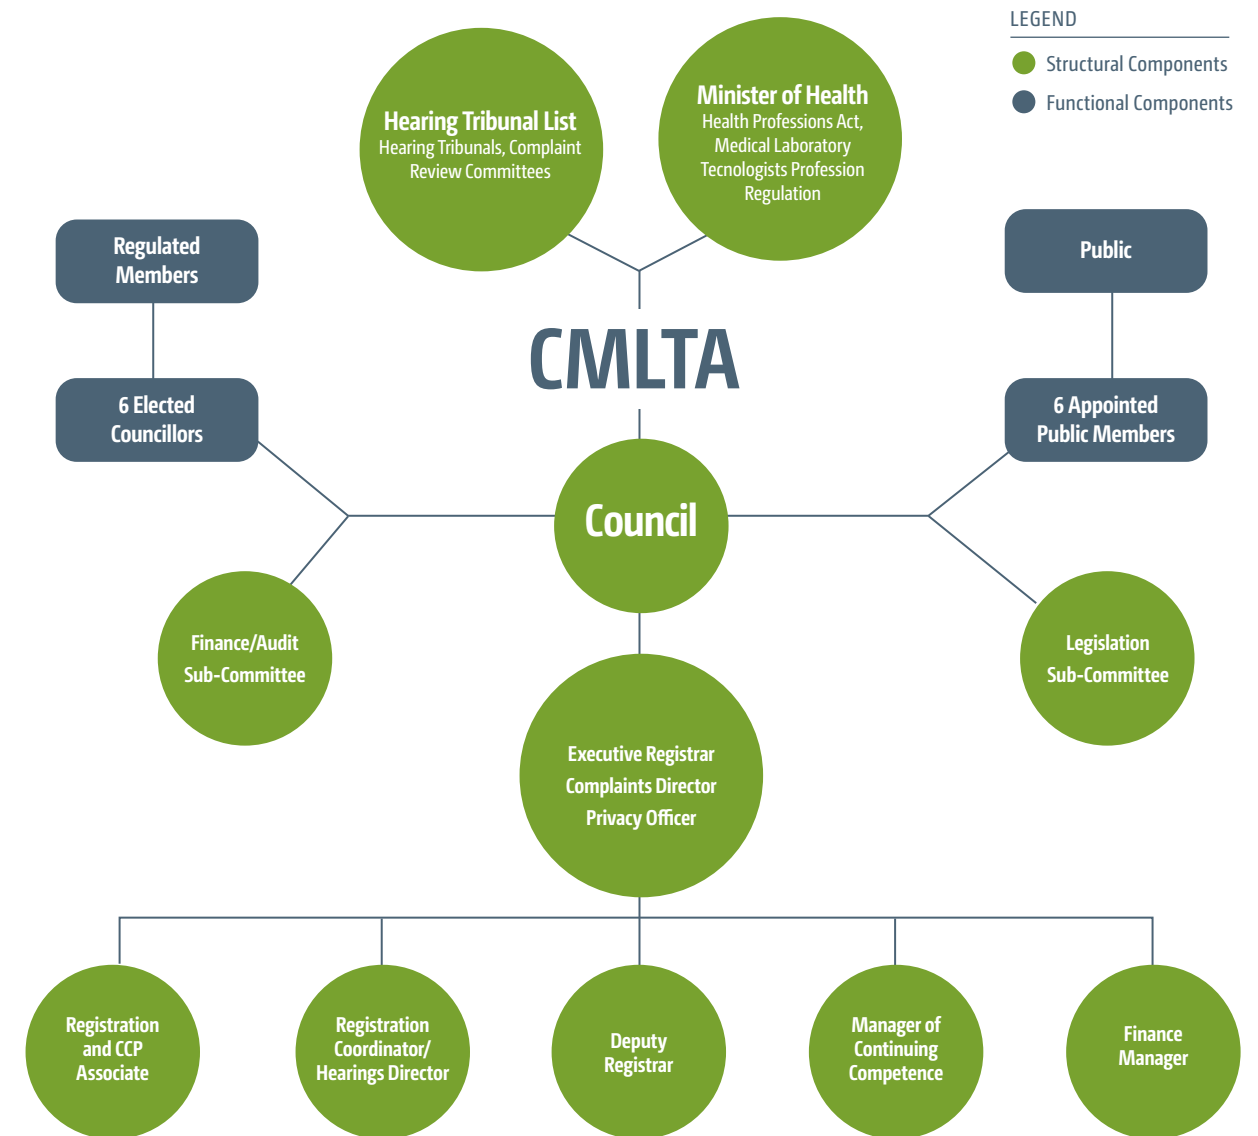 LEGEND
Structural Components
Functional Components
Hearing Tribunal List
Hearing Tribunals, Complaint
Review Committees
Minister of Health
Health Professions Act,
Medical Laboratory
Tecnologists Profession
Regulation
Regulated
Members
Public
CMLTA
6 Elected
Councillors
6 Appointed
Public Members
Council
Finance/Audit
Sub-Committee
Legislation
Sub-Committee
Executive Registrar
Complaints Director
Privacy Officer
Registration
and CCP
Associate
Registration
Coordinator/
Hearings Director
Deputy
Registrar
Manager of
Continuing
Competence
Finance
Manager